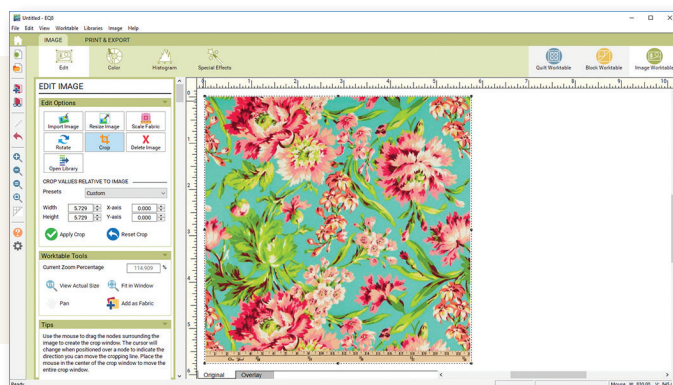 Untitled - EQ8
File Edit View Worktable Libraries Image Help
IMAGE PRINT & EXPORT
Edit Color Histogram Special Effects Quilt Worktable Block Worktable Image Worktable
EDIT IMAGE
Edit Options
Import Image Resize Image Scale Fabric
Rotate Crop Delete Image
Open Library
CROP VALUES RELATIVE TO IMAGE
Presets Custom
Width 5.729 X-axis 0.000
Height 5.729 Y-axis 0.000
Apply Crop Reset Crop
Worktable Tools
Current Zoom Percentage 114.909 %
View Actual Size Fit in Window
Pan Add as Fabric
Tips
Use the mouse to drag the nodes surrounding the
image to create the crop window. The cursor will
change when positioned over a node to indicate the
direction you can move the cropping line. Place the
mouse in the center of the crop window to move the
entire crop window.
Original Overlay
Ready